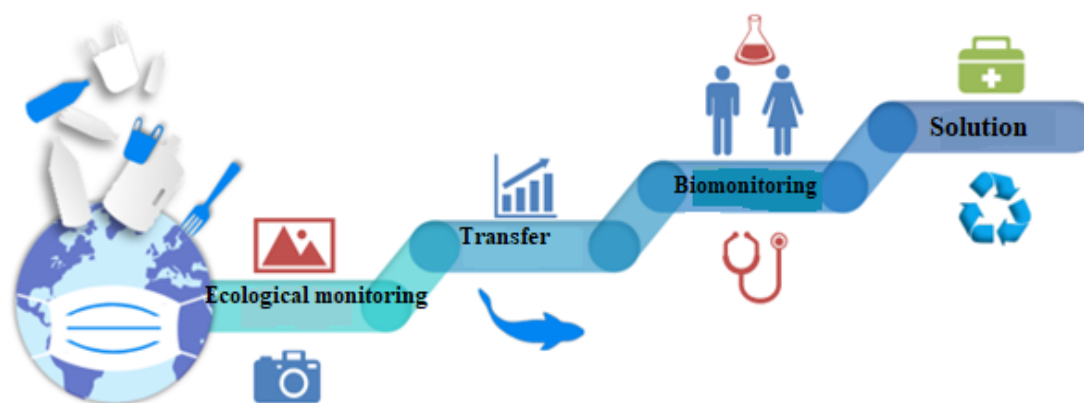 Ecological monitoring
Transfer
Biomonitoring
Solution